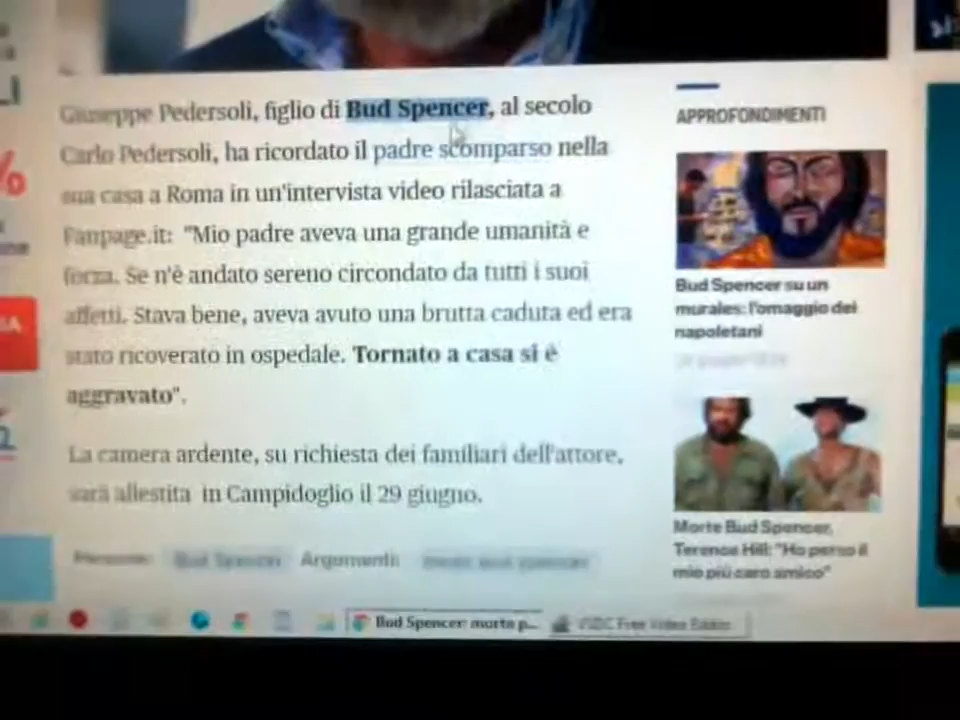 Giuseppe Pedersoli, figlio di Bud Spencer, al secolo
Carlo Pedersoli, ha ricordato il padre scomparso nella
sua casa a Roma in un'intervista video rilasciata a
Fanpage.it: "Mio padre aveva una grande umanità e
forza. Se n'è andato sereno circondato da tutti i suoi
affetti. Stava bene, aveva avuto una brutta caduta ed era
stato ricoverato in ospedale. Tornato a casa si è
aggravato".
La camera ardente, su richiesta dei familiari dell'attore,
sarà allestita in Campidoglio il 29 giugno.
Bud Spencer Argomenti:
APPROFONDIMENTI
Bud Spencer su un
murales: l'omaggio dei
napoletani
Morte Bud Spencer,
Terence Hill: "Ho perso il
mio più caro amico"
Bud Spencer: morto p...
VSDC Free Video Editor